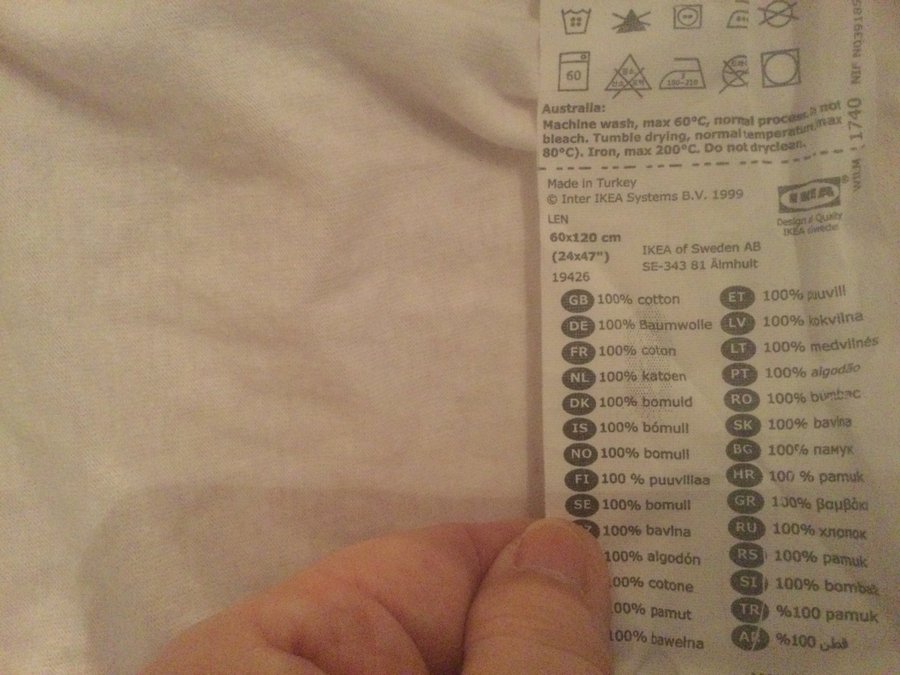 60
Australia:
Machine wash, max 60°C, normal process. not
bleach. Tumble drying, normal temperature max
80°C). Iron, max 200°C. Do not dryclean.
Made in Turkey
© Inter IKEA Systems B.V. 1999
LEN
60x120 cm
(24x47")
19426
IKEA of Sweden AB
SE-343 81 Älmhult
IKEA®
Design & Quality
IKEA Sweden
1740
GB 100% cotton
DE 100% Baumwolle
FR 100% coton
NL 100% katoen
DK 100% bomuld
IS 100% bómull
NO 100% bomull
FI 100 % puuvillaa
SE 100% bomull
100% bavlna
100% algodón
100% cotone
100% pamut
100% bawełna
ET 100% puuvill
LV 100% kokvilna
LT 100% medvilnės
PT 100% algodão
RO 100% bumbac
SK 100% bavlna
BG 100% памук
HR 100 % pamuk
GR 100% βαμβάκι
RU 100% хлопок
RS 100% pamuk
SI 100% bombaž
TR %100 pamuk
%100 قطن